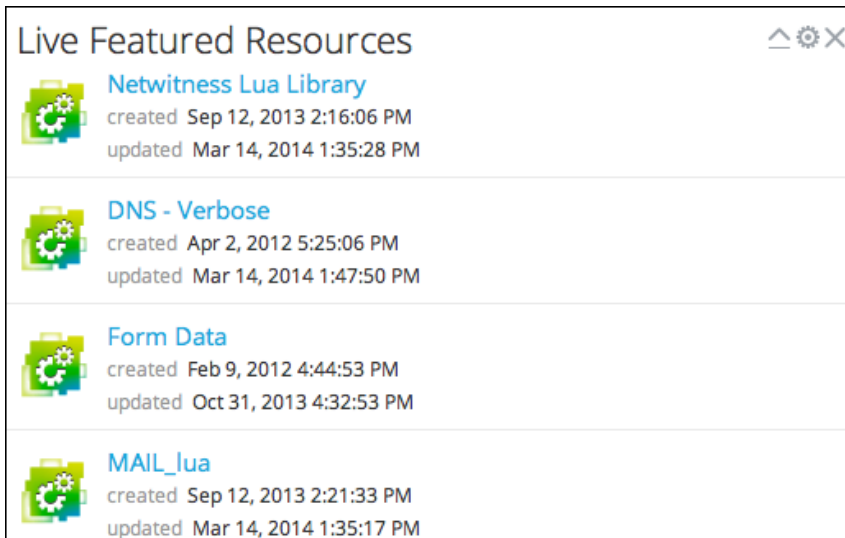 Live Featured Resources
Netwitness Lua Library
created Sep 12, 2013 2:16:06 PM
updated Mar 14, 2014 1:35:28 PM
DNS - Verbose
created Apr 2, 2012 5:25:06 PM
updated Mar 14, 2014 1:47:50 PM
Form Data
created Feb 9, 2012 4:44:53 PM
updated Oct 31, 2013 4:32:53 PM
MAIL_lua
created Sep 12, 2013 2:21:33 PM
updated Mar 14, 2014 1:35:17 PM